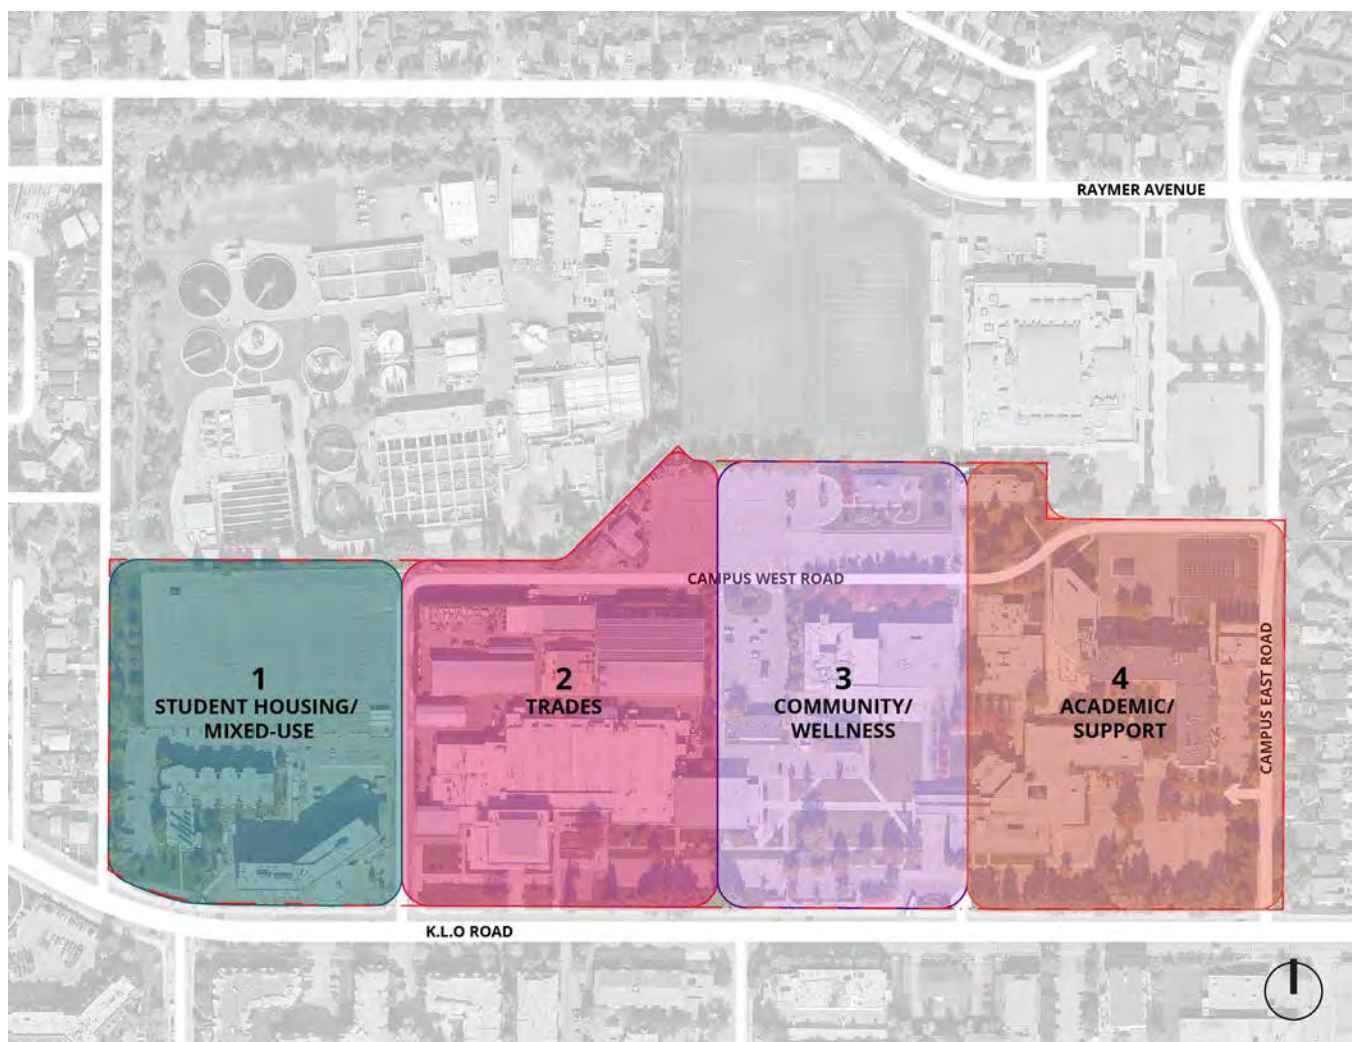 RAYMER AVENUE
CAMPUS WEST ROAD
1
STUDENT HOUSING/
MIXED-USE
2
TRADES
3
COMMUNITY/
WELLNESS
4
ACADEMIC/
SUPPORT
CAMPUS EAST ROAD
K.L.O ROAD